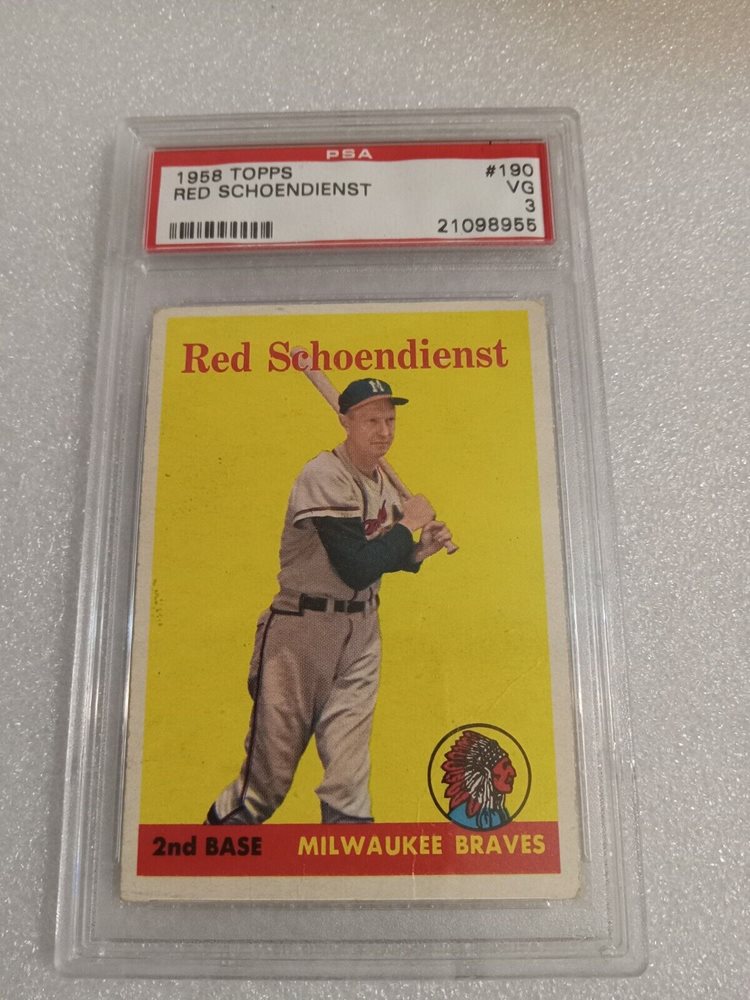 PSA
1958 TOPPS #190
RED SCHOENDIENST VG
3
21098955
Red Schoendienst
M
2nd BASE MILWAUKEE BRAVES